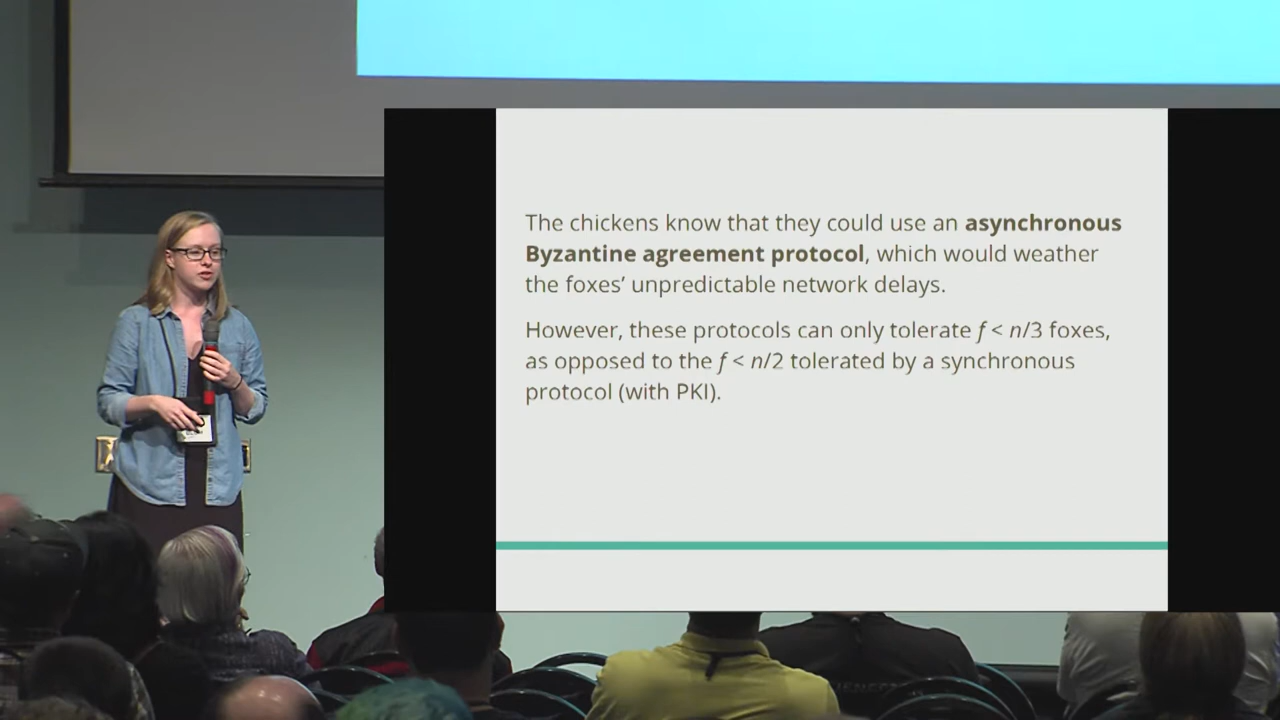 The chickens know that they could use an asynchronous
Byzantine agreement protocol, which would weather
the foxes’ unpredictable network delays.
However, these protocols can only tolerate f < n/3 foxes,
as opposed to the f < n/2 tolerated by a synchronous
protocol (with PKI).